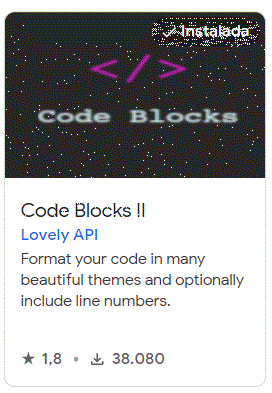 Instalada
</>
Code Blocks
Code Blocks II
Lovely API
Format your code in many
beautiful themes and optionally
include line numbers.
1,8 • 38.080